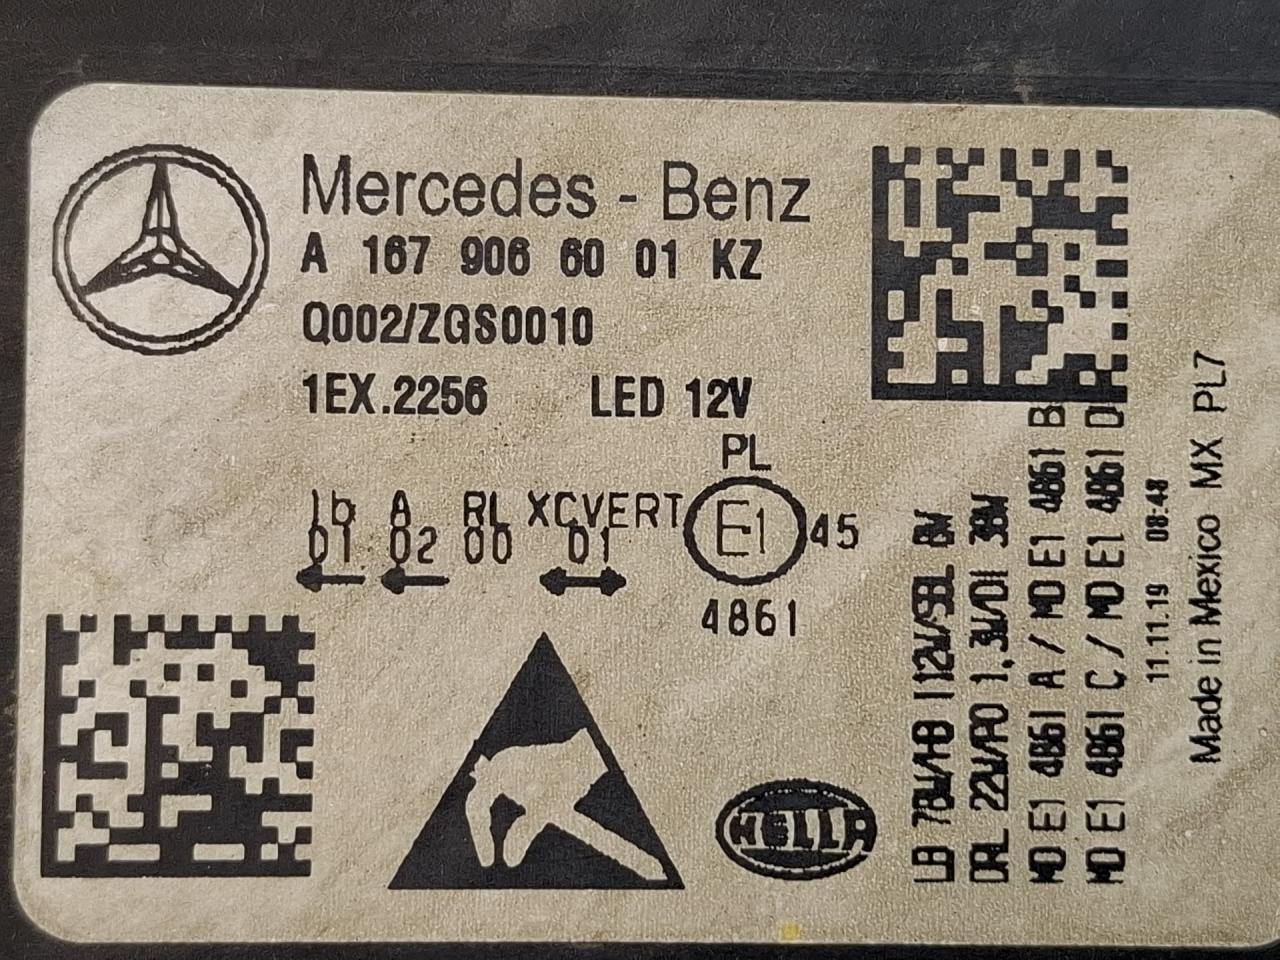 Mercedes - Benz
A 167 906 60 01 KZ
Q002/ZGS0010
1EX.2256 LED 12V
PL
1b A RL XCVERT E1 45
01 02 00 01
4861
HELLA
LB 78W/HB 112W/SBL 8W
DRL 22W/PO 1,3W/DI 38W
MD E1 4861 A / MD E1 4861 B
MD E1 4861 C / MD E1 4861 D
11.11.19 08:48
Made in Mexico MX PL7